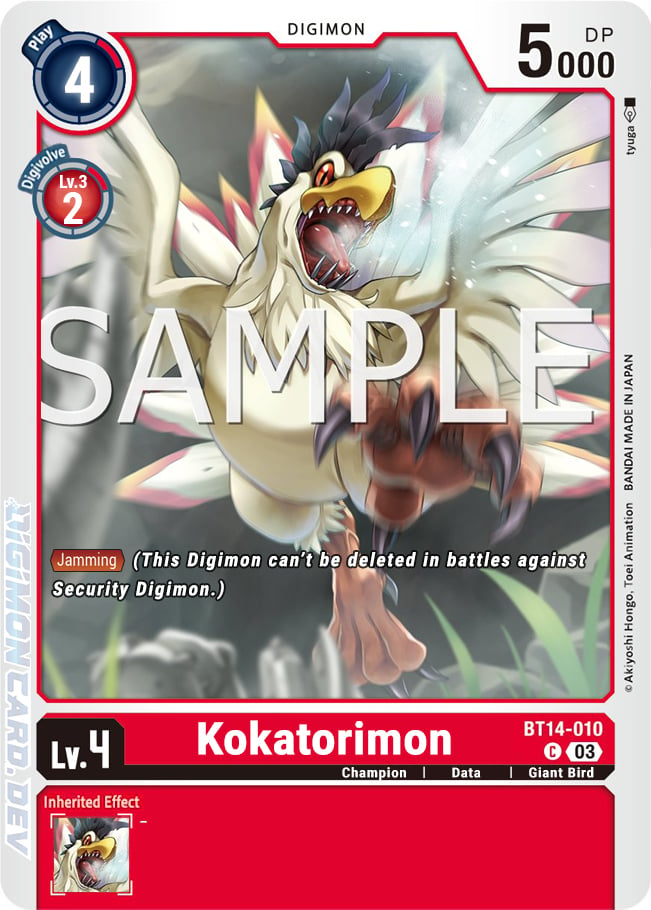 Play
4
DIGIMON
DP
5000
Digivolve
Lv.3
2
tyuga
SAMPLE
Jamming (This Digimon can't be deleted in battles against
Security Digimon.)
© Akiyoshi Hongo, Toei Animation BANDAI MADE IN JAPAN
DIGIMONCARD.DEV
Lv.4
Kokatorimon
BT14-010
C 03
Champion | Data | Giant Bird
Inherited Effect
-